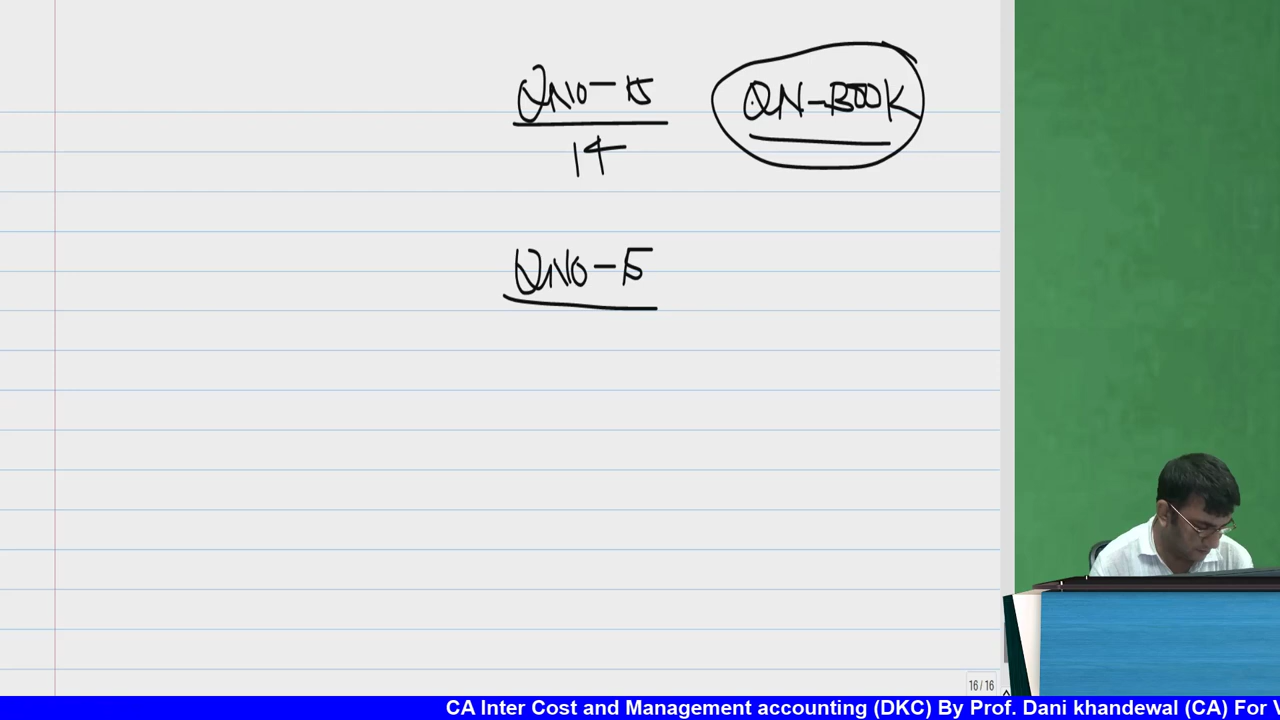 QNO-15 QN-BOOK
14
QNO-15
16/16
CA Inter Cost and Management accounting (DKC) By Prof. Dani khandewal (CA) For V